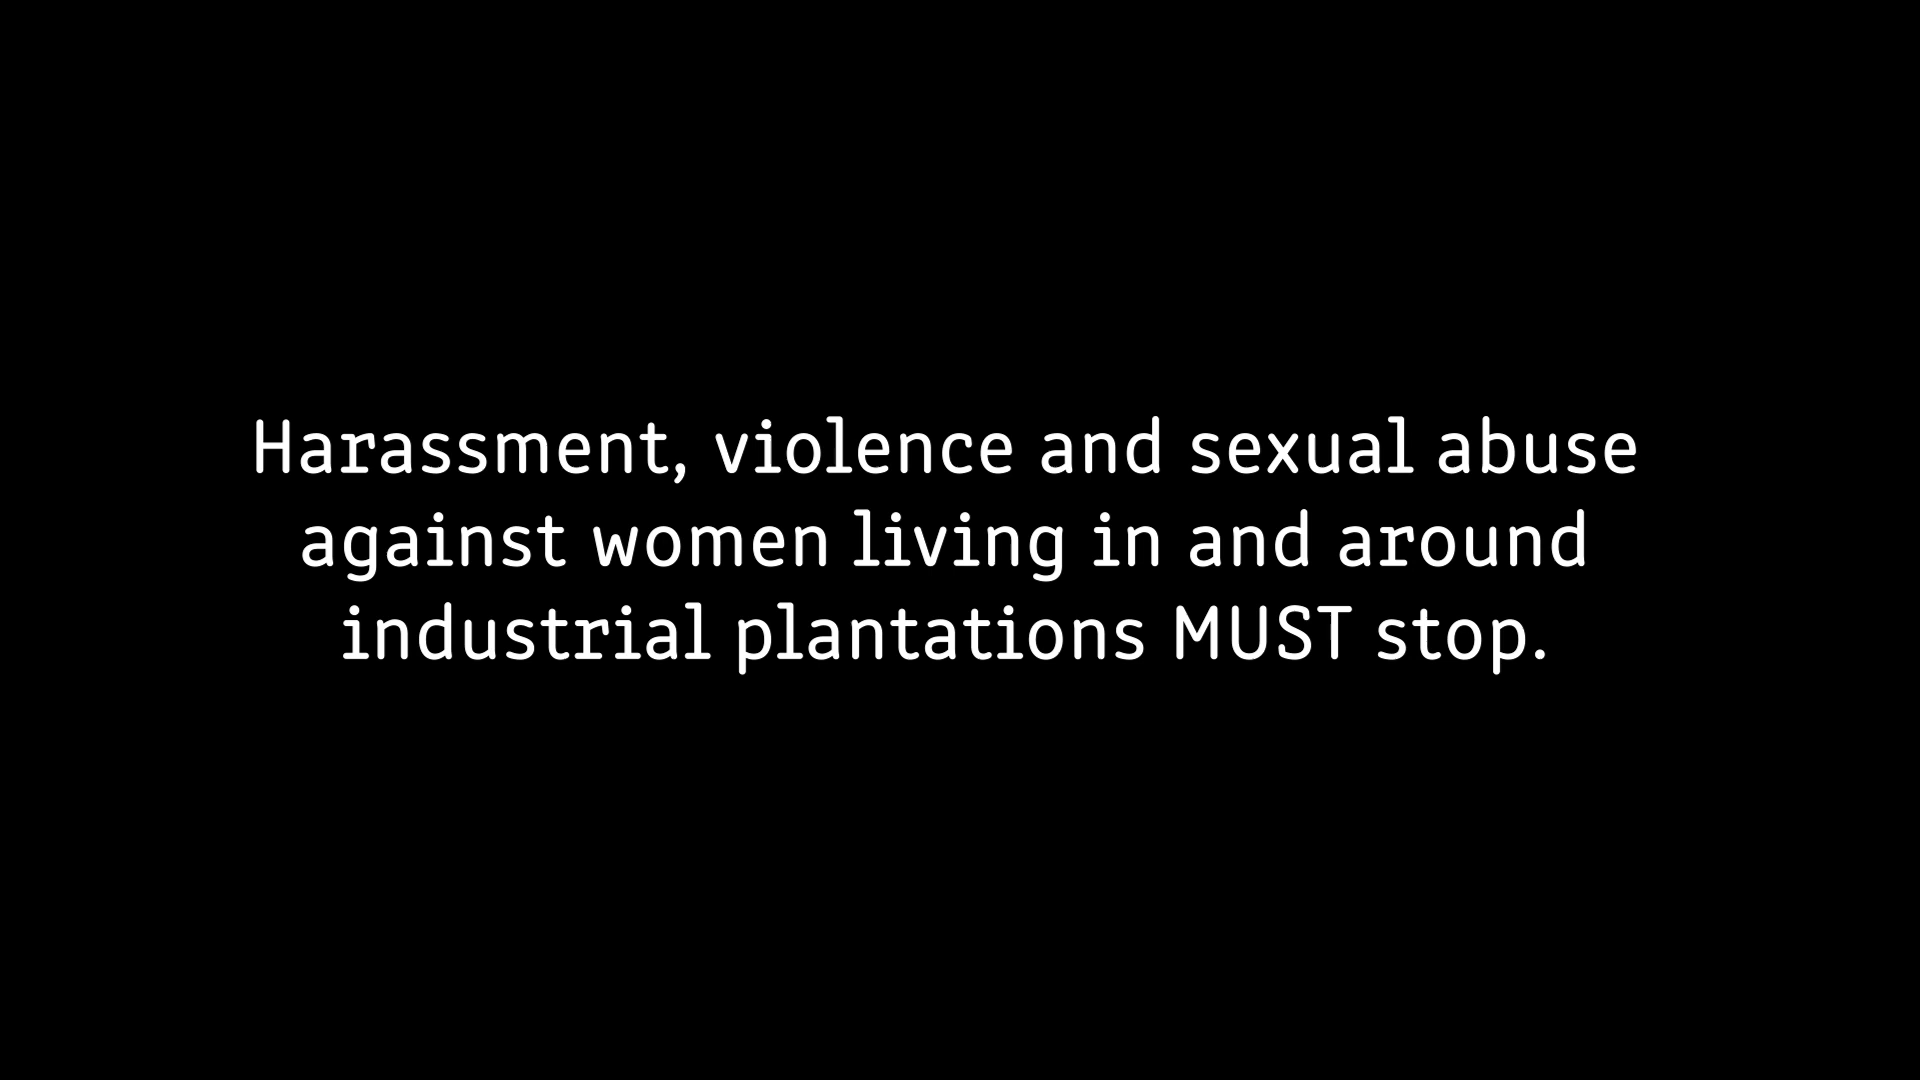 Harassment, violence and sexual abuse
against women living in and around
industrial plantations MUST stop.